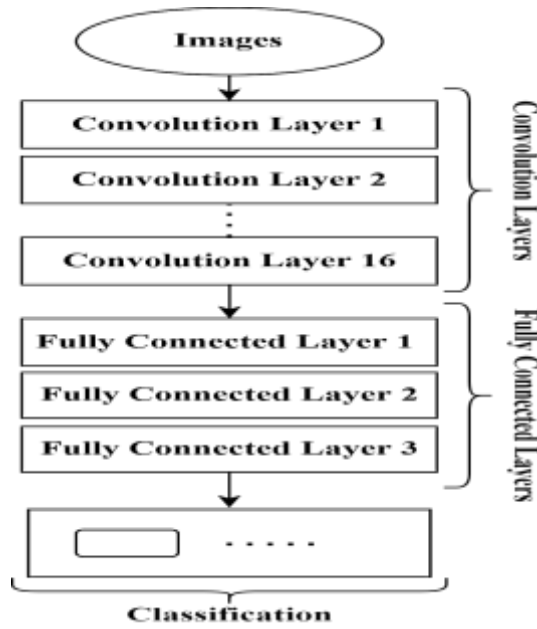 Images
Convolution Layer 1
Convolution Layer 2
Convolution Layer 16
Convolution Layers
Fully Connected Layer 1
Fully Connected Layer 2
Fully Connected Layer 3
Fully Connected Layers
Classification